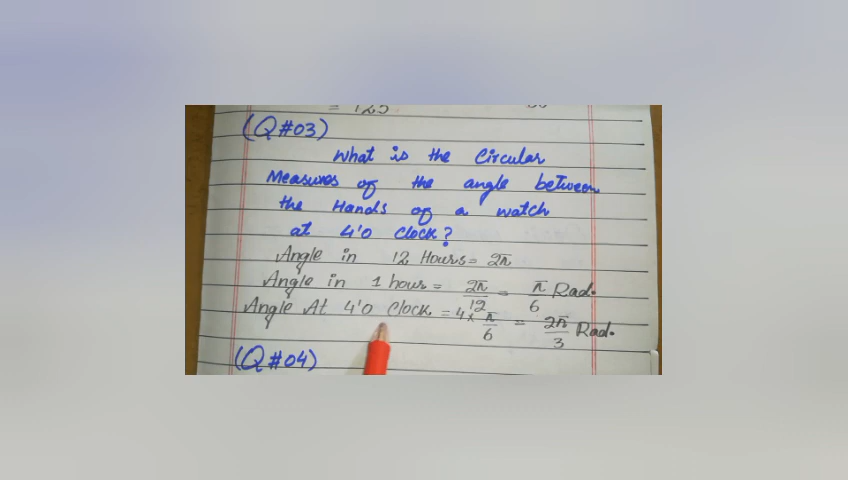 = 125
(Q#03)
What is the Circular
Measures of the angle between
the Hands of a watch
at 4'0 Clock?
Angle in 12 Hours = 2π
Angle in 1 hour = 2π/12 = π/6 Rad.
Angle At 4'0 Clock = 4 × π/6 = 2π/3 Rad.
(Q#04)